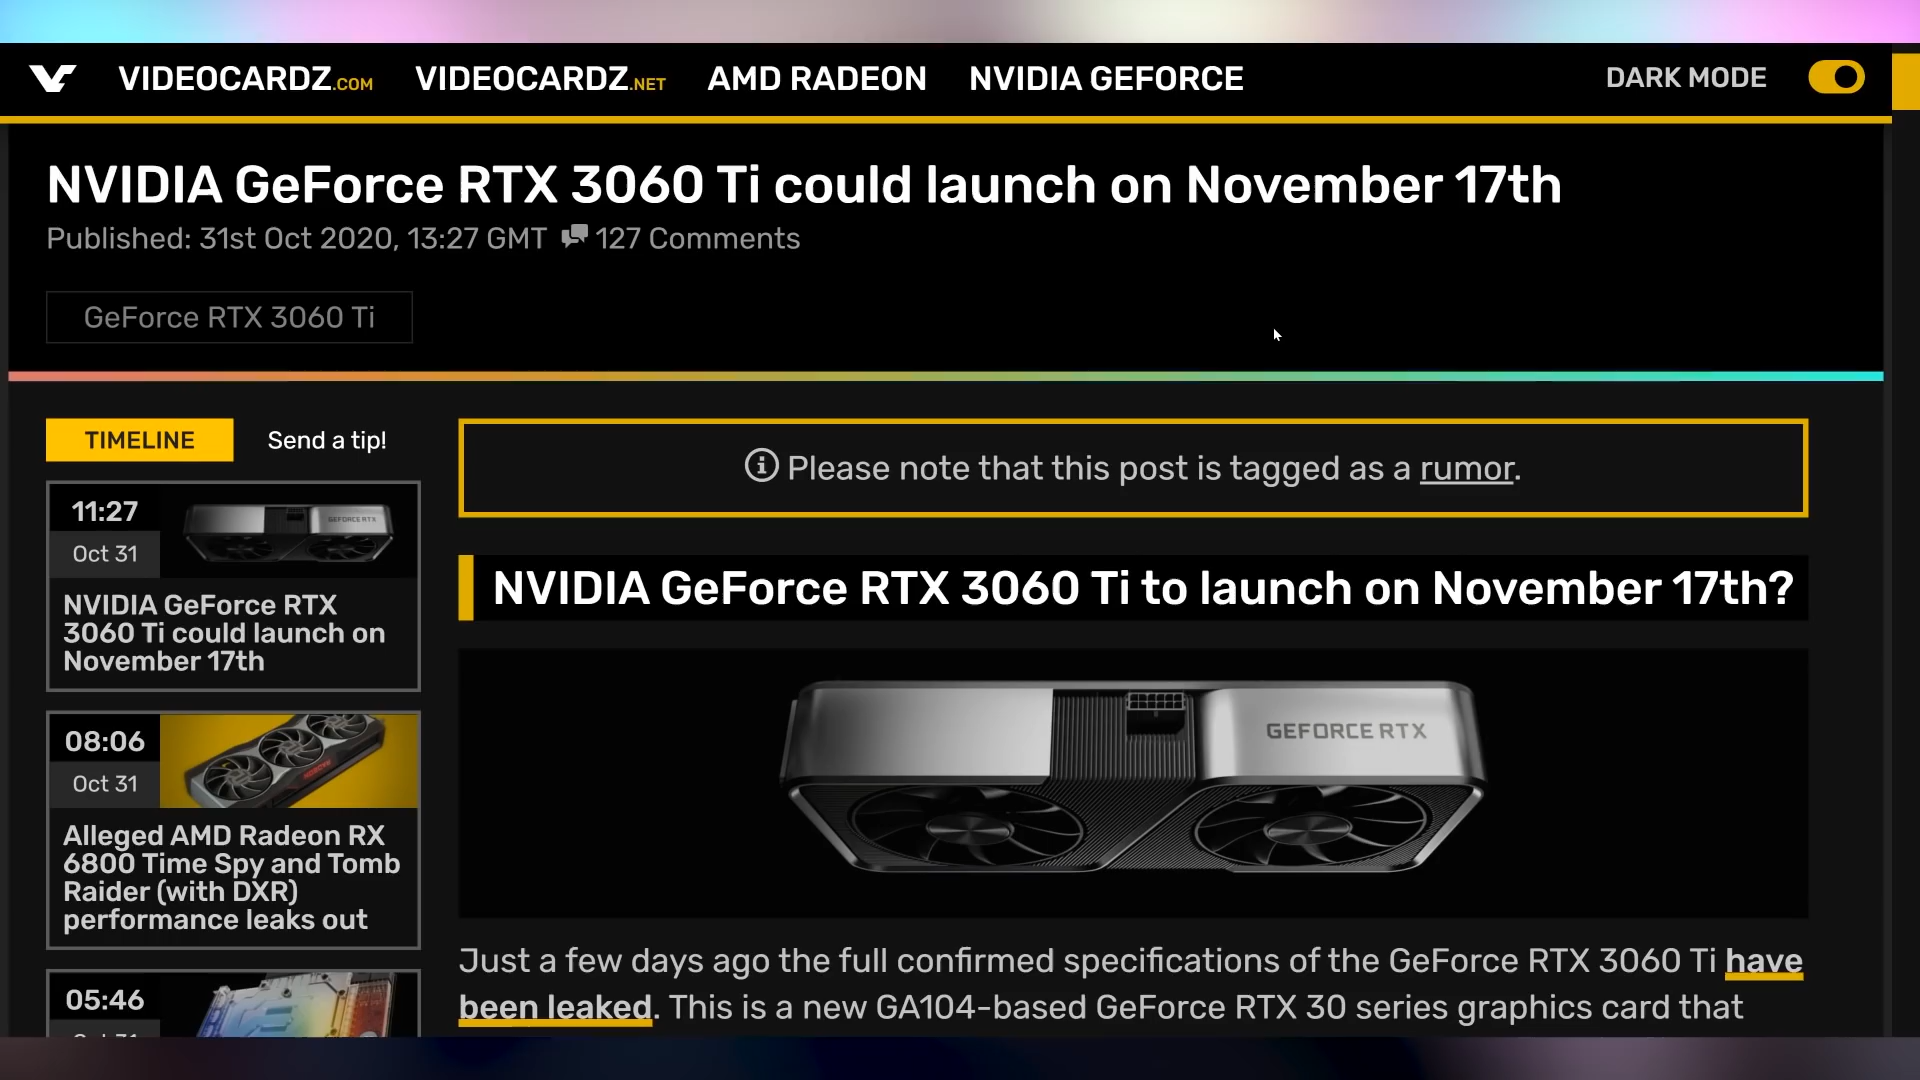 VIDEOCARDZ.COM VIDEOCARDZ.NET AMD RADEON NVIDIA GEFORCE DARK MODE
NVIDIA GeForce RTX 3060 Ti could launch on November 17th
Published: 31st Oct 2020, 13:27 GMT 127 Comments
GeForce RTX 3060 Ti
TIMELINE Send a tip!
11:27
Oct 31
GEFORCE RTX
NVIDIA GeForce RTX
3060 Ti could launch on
November 17th
08:06
Oct 31
Alleged AMD Radeon RX
6800 Time Spy and Tomb
Raider (with DXR)
performance leaks out
05:46
Please note that this post is tagged as a rumor.
NVIDIA GeForce RTX 3060 Ti to launch on November 17th?
GEFORCE RTX
Just a few days ago the full confirmed specifications of the GeForce RTX 3060 Ti have
been leaked. This is a new GA104-based GeForce RTX 30 series graphics card that